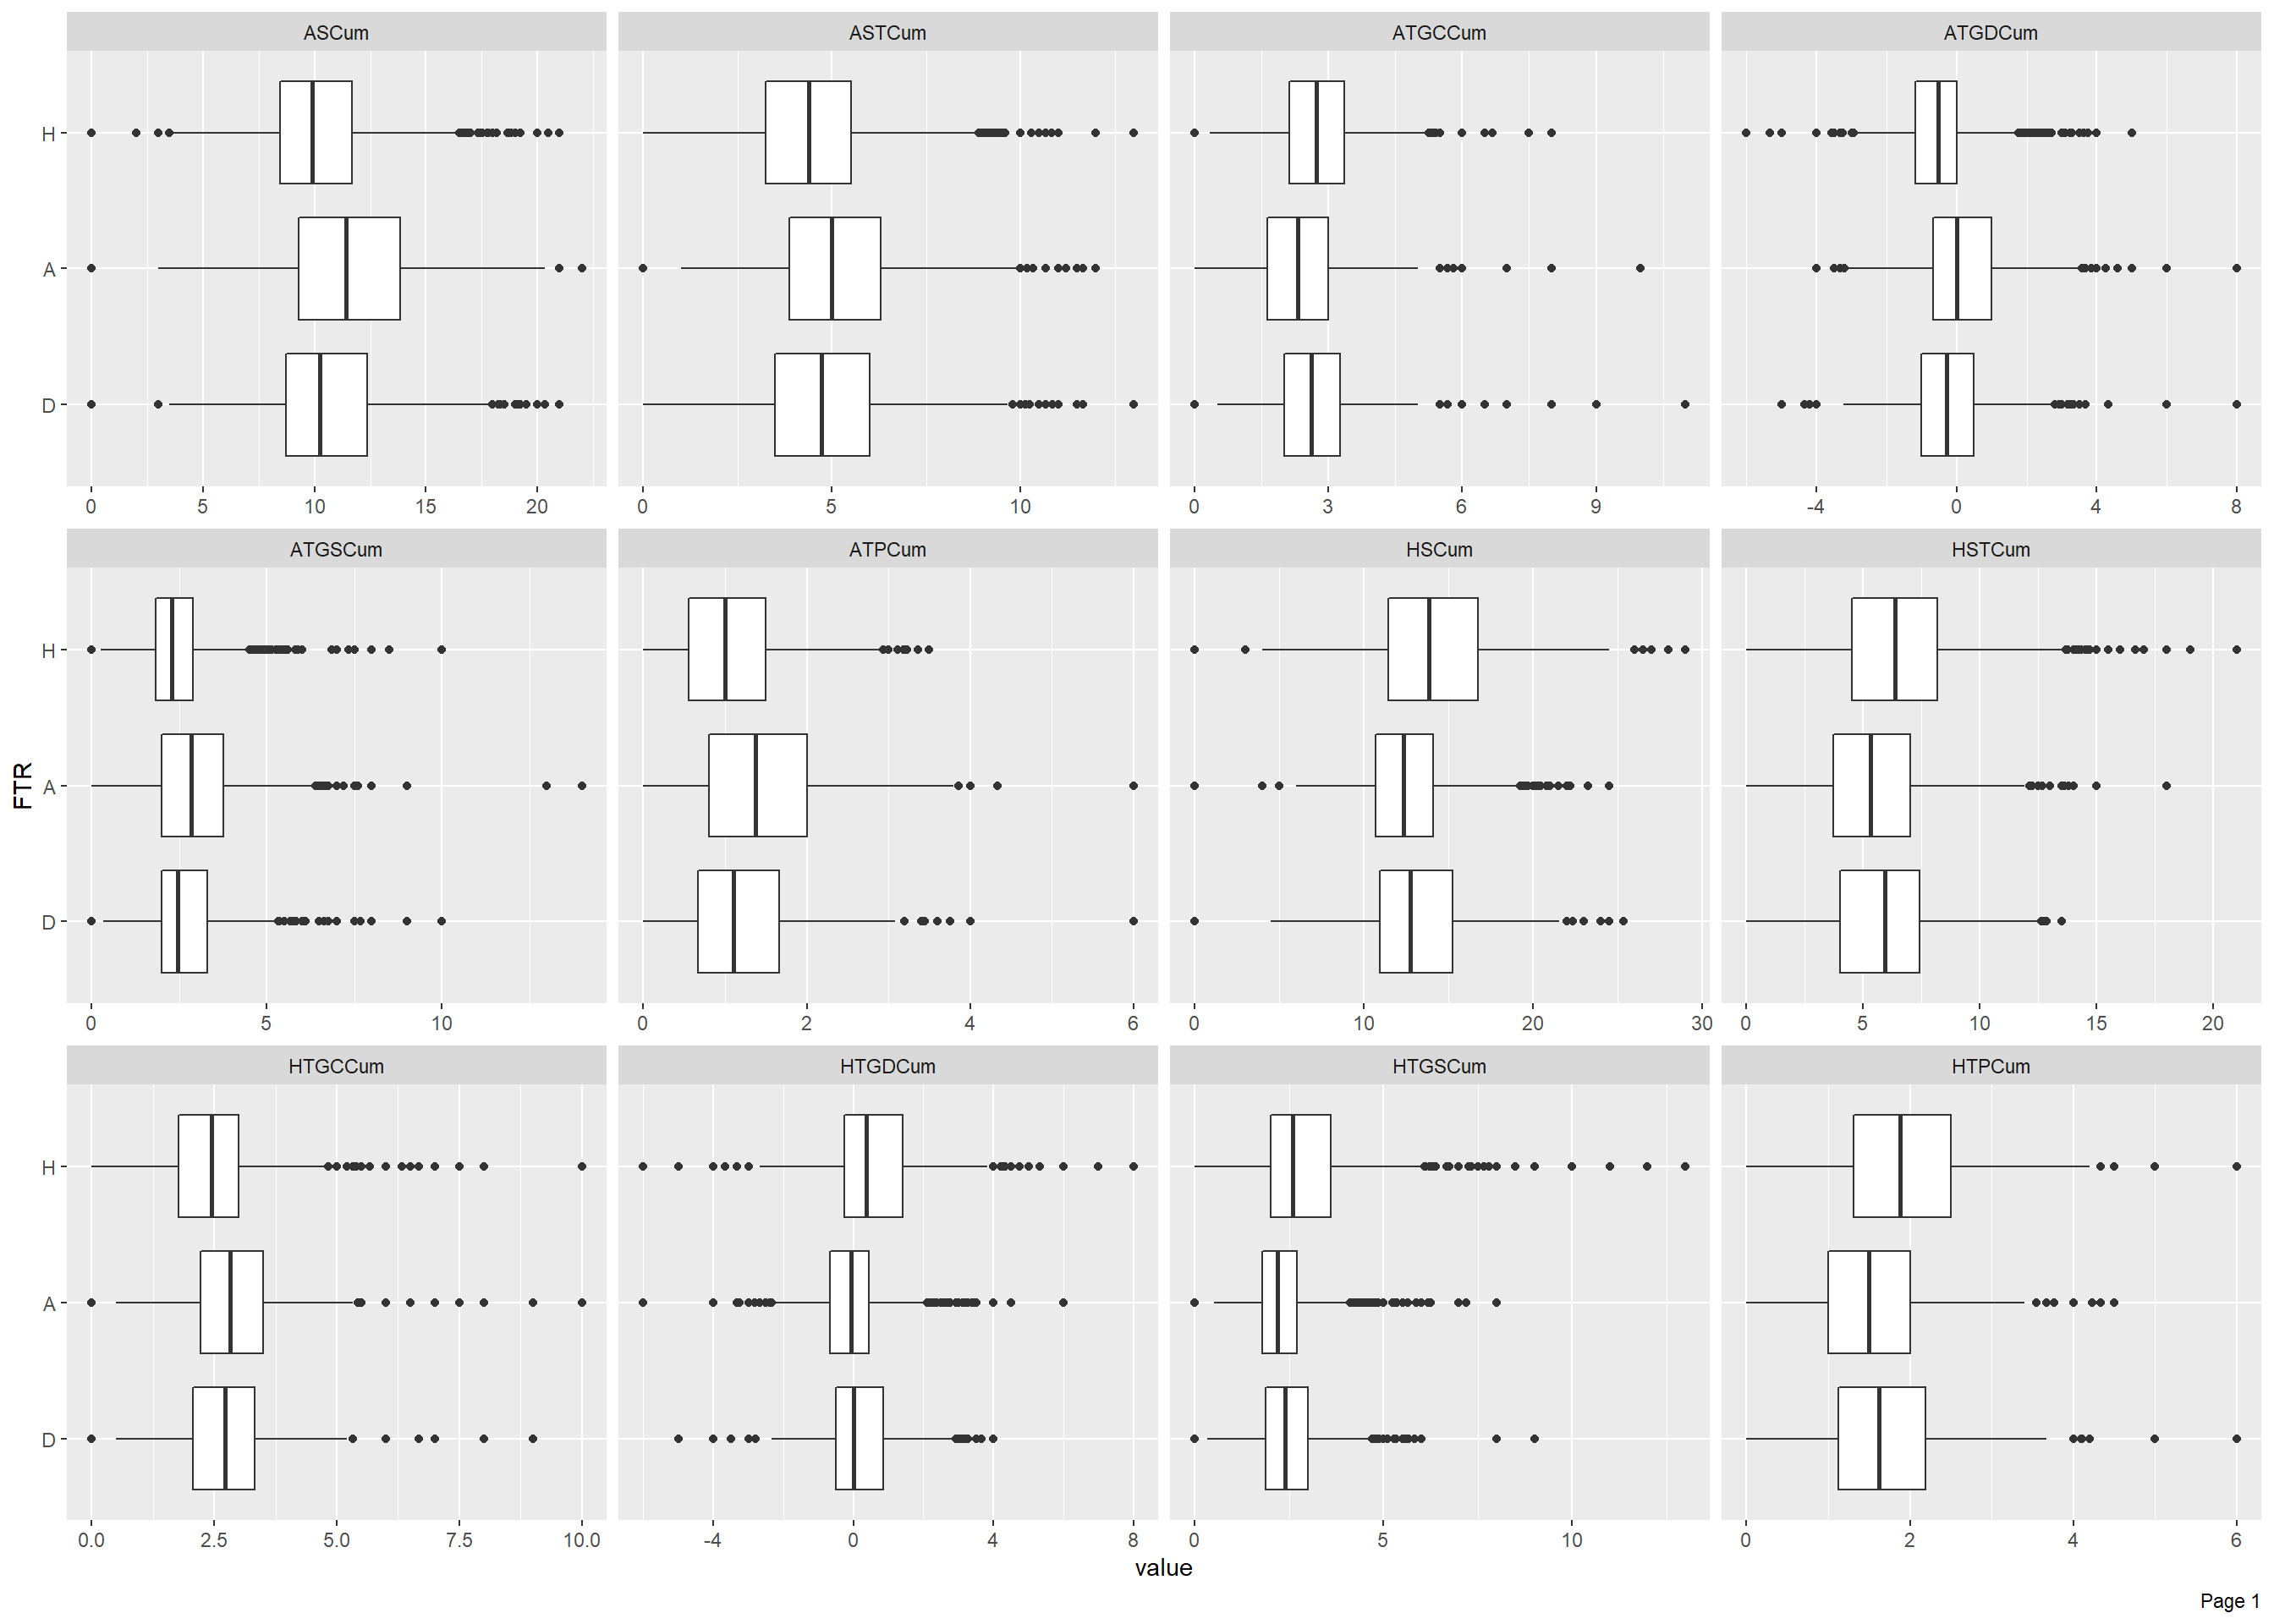 ASCum ASTCum ATGCCum ATGDCum
H
A
D
0 5 10 15 20 0 5 10 0 3 6 9 -4 0 4 8
ATGSCum ATPCum HSCum HSTCum
H
FTR
A
D
0 5 10 0 2 4 6 0 10 20 30 0 5 10 15 20
HTGCCum HTGDCum HTGSCum HTPCum
H
A
D
0.0 2.5 5.0 7.5 10.0 -4 0 4 8 0 5 10 0 2 4 6
value
Page 1